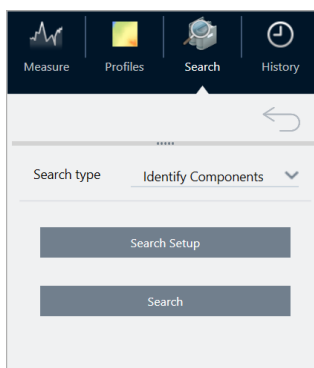 Measure Profiles Search History
Search type Identify Components
Search Setup
Search